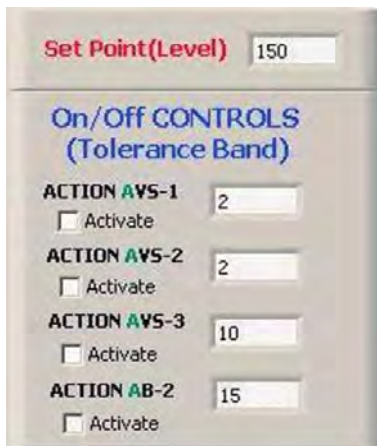 Set Point(Level) 150
On/Off CONTROLS
(Tolerance Band)
ACTION AVS-1 2
Activate
ACTION AVS-2 2
Activate
ACTION AVS-3 10
Activate
ACTION AB-2 15
Activate